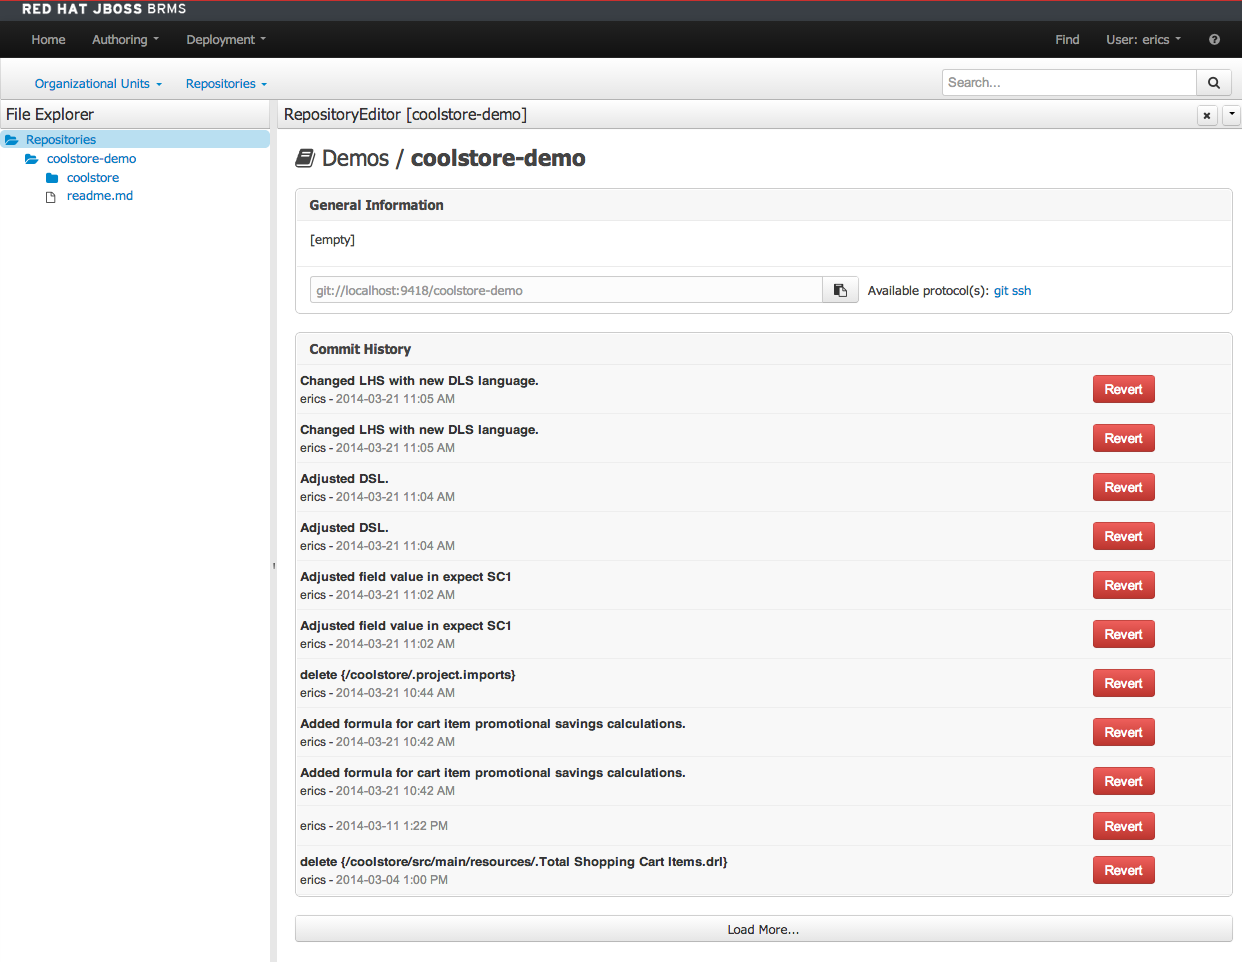 RED HAT JBOSS BRMS
Home Authoring Deployment Find User: erics
Organizational Units Repositories Search...
File Explorer
Repositories
coolstore-demo
coolstore
readme.md
RepositoryEditor [coolstore-demo]
Demos / coolstore-demo
General Information
[empty]
git://localhost:9418/coolstore-demo Available protocol(s): git ssh
Commit History
Changed LHS with new DLS language.
erics - 2014-03-21 11:05 AM
Revert
Changed LHS with new DLS language.
erics - 2014-03-21 11:05 AM
Revert
Adjusted DSL.
erics - 2014-03-21 11:04 AM
Revert
Adjusted DSL.
erics - 2014-03-21 11:04 AM
Revert
Adjusted field value in expect SC1
erics - 2014-03-21 11:02 AM
Revert
Adjusted field value in expect SC1
erics - 2014-03-21 11:02 AM
Revert
delete {/coolstore/.project.imports}
erics - 2014-03-21 10:44 AM
Revert
Added formula for cart item promotional savings calculations.
erics - 2014-03-21 10:42 AM
Revert
Added formula for cart item promotional savings calculations.
erics - 2014-03-21 10:42 AM
Revert
erics - 2014-03-11 1:22 PM
Revert
delete {/coolstore/src/main/resources/.Total Shopping Cart Items.drl}
erics - 2014-03-04 1:00 PM
Revert
Load More...